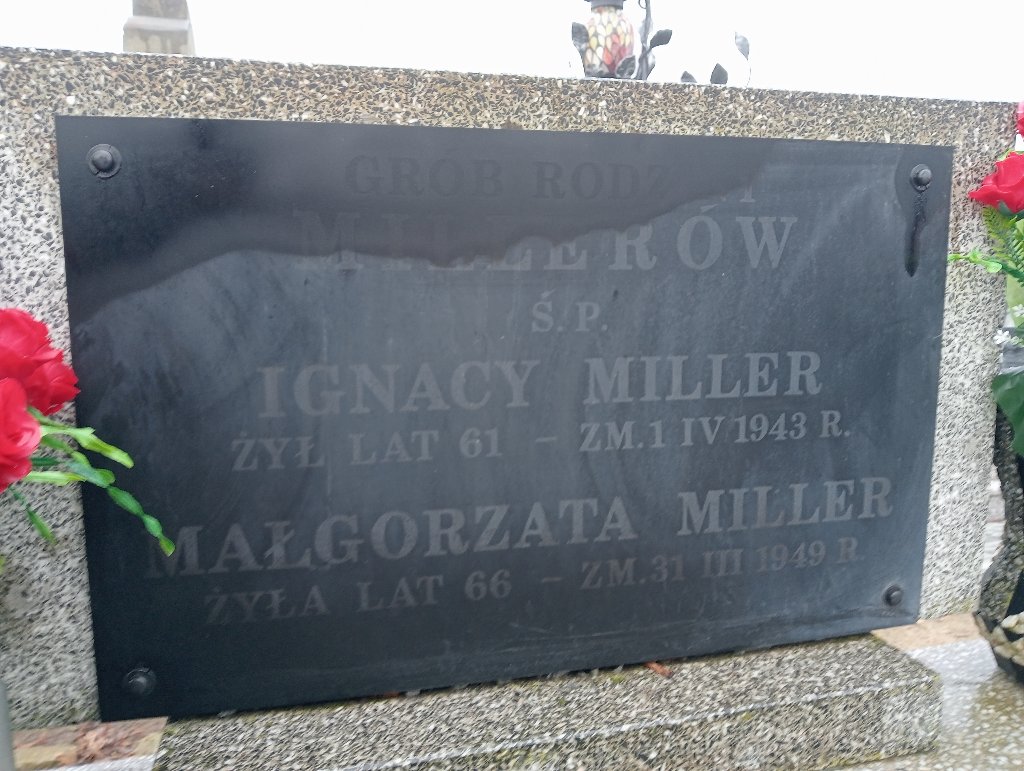 GRÓB RODZINY
MILLERÓW
Ś.P.
IGNACY MILLER
ŻYŁ LAT 61 - ZM. 1 IV 1943 R.
MAŁGORZATA MILLER
ŻYŁA LAT 66 - ZM. 31 III 1949 R